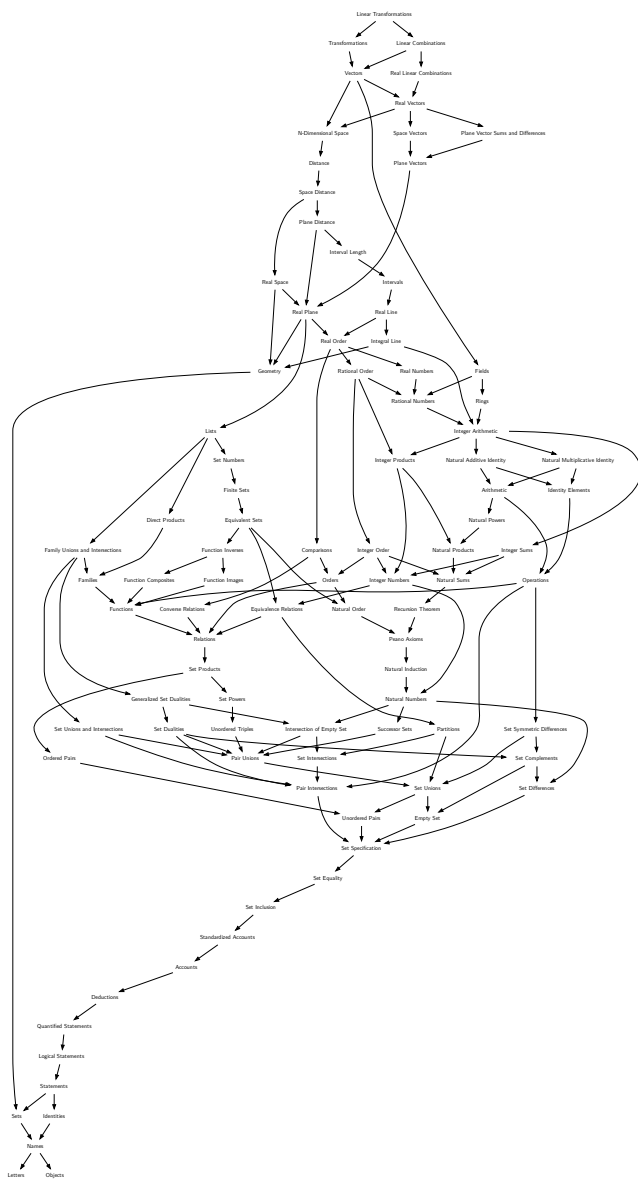 Linear Transformations
Transformations Linear Combinations
Vectors Real Linear Combinations
Real Vectors
N-Dimensional Space Space Vectors Plane Vector Sums and Differences
Distance Plane Vectors
Space Distance
Plane Distance
Interval Length
Real Space Intervals
Real Plane Real Line
Real Order Integral Line
Geometry Rational Order Real Numbers Fields
Rational Numbers Rings
Lists Integer Arithmetic
Set Numbers Integer Products Natural Additive Identity Natural Multiplicative Identity
Finite Sets Arithmetic Identity Elements
Direct Products Equivalent Sets Natural Powers
Family Unions and Intersections Function Inverses Comparisons Integer Order Natural Products Integer Sums
Families Function Composites Function Images Orders Integer Numbers Natural Sums Operations
Functions Converse Relations Equivalence Relations Natural Order Recursion Theorem
Relations Peano Axioms
Set Products Natural Induction
Generalized Set Dualities Set Powers Natural Numbers
Set Unions and Intersections Set Dualities Unordered Triples Intersection of Empty Set Successor Sets Partitions Set Symmetric Differences
Ordered Pairs Pair Unions Set Intersections Set Complements
Pair Intersections Set Unions Set Differences
Unordered Pairs Empty Set
Set Specification
Set Equality
Set Inclusion
Standardized Accounts
Accounts
Deductions
Quantified Statements
Logical Statements
Statements
Sets Identities
Names
Letters Objects